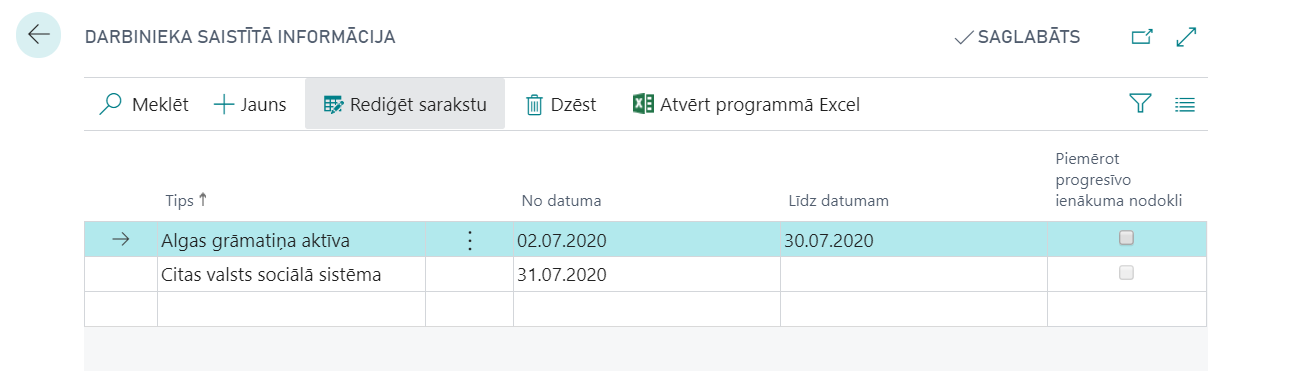 DARBINIEKA SAISTĪTĀ INFORMĀCIJA
SAGLABĀTS
Meklēt Jauns Rediģēt sarakstu Dzēst Atvērt programmā Excel
Tips No datuma Līdz datumam Piemērot
progresīvo
ienākuma nodokli
Algas grāmatiņa aktīva 02.07.2020 30.07.2020
Citas valsts sociālā sistēma 31.07.2020